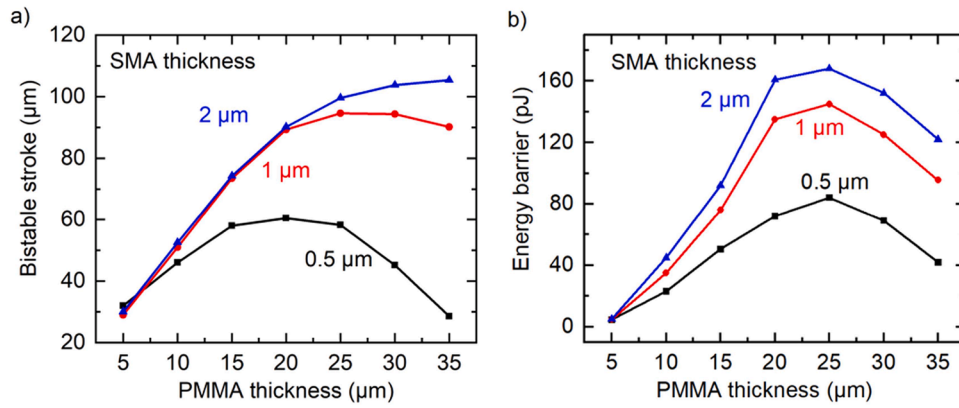 a)
120
100
80
60
40
20
Bistable stroke (µm)
SMA thickness
2 µm
1 µm
0.5 µm
5 10 15 20 25 30 35
PMMA thickness (µm)
b)
160
120
80
40
0
Energy barrier (pJ)
SMA thickness
2 µm
1 µm
0.5 µm
5 10 15 20 25 30 35
PMMA thickness (µm)